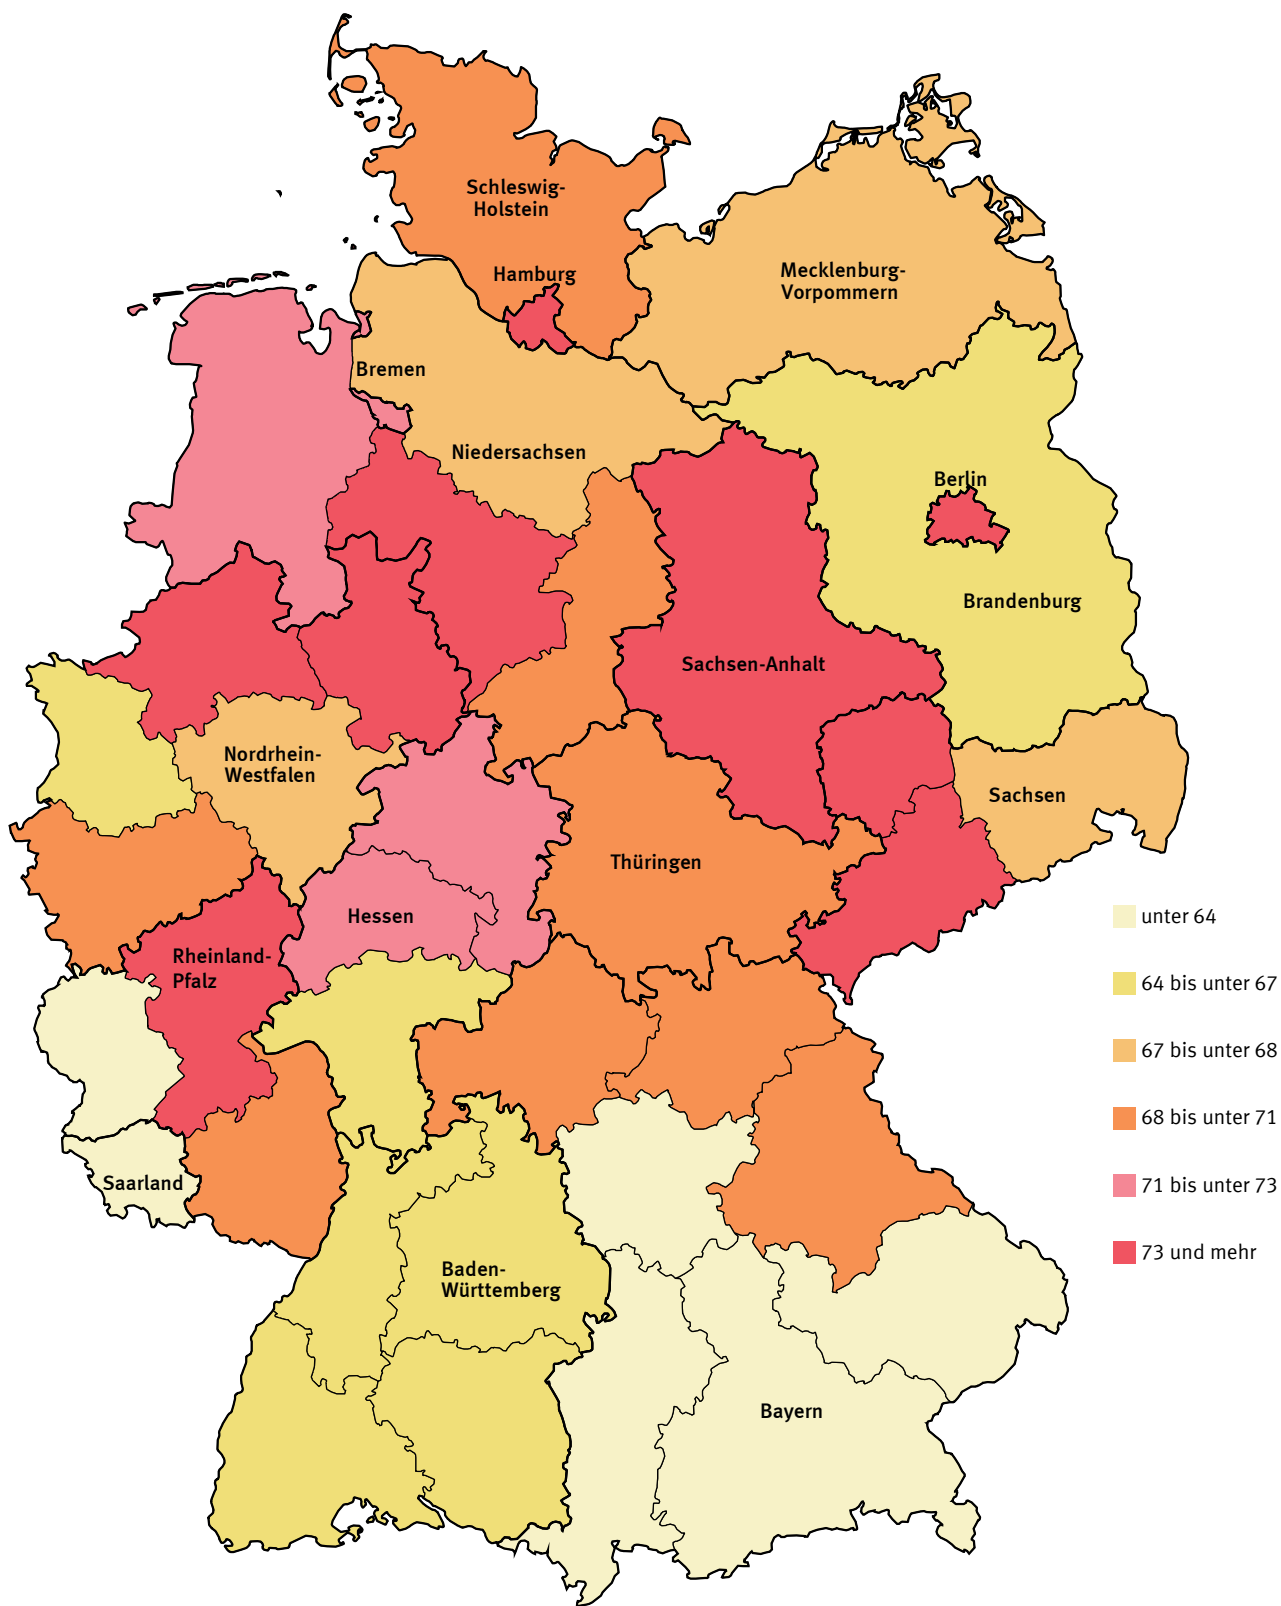 Schleswig-
Holstein
Hamburg
Mecklenburg-
Vorpommern
Bremen
Niedersachsen
Berlin
Brandenburg
Sachsen-Anhalt
Nordrhein-
Westfalen
Sachsen
Thüringen
Hessen
Rheinland-
Pfalz
Saarland
Baden-
Württemberg
Bayern
unter 64
64 bis unter 67
67 bis unter 68
68 bis unter 71
71 bis unter 73
73 und mehr